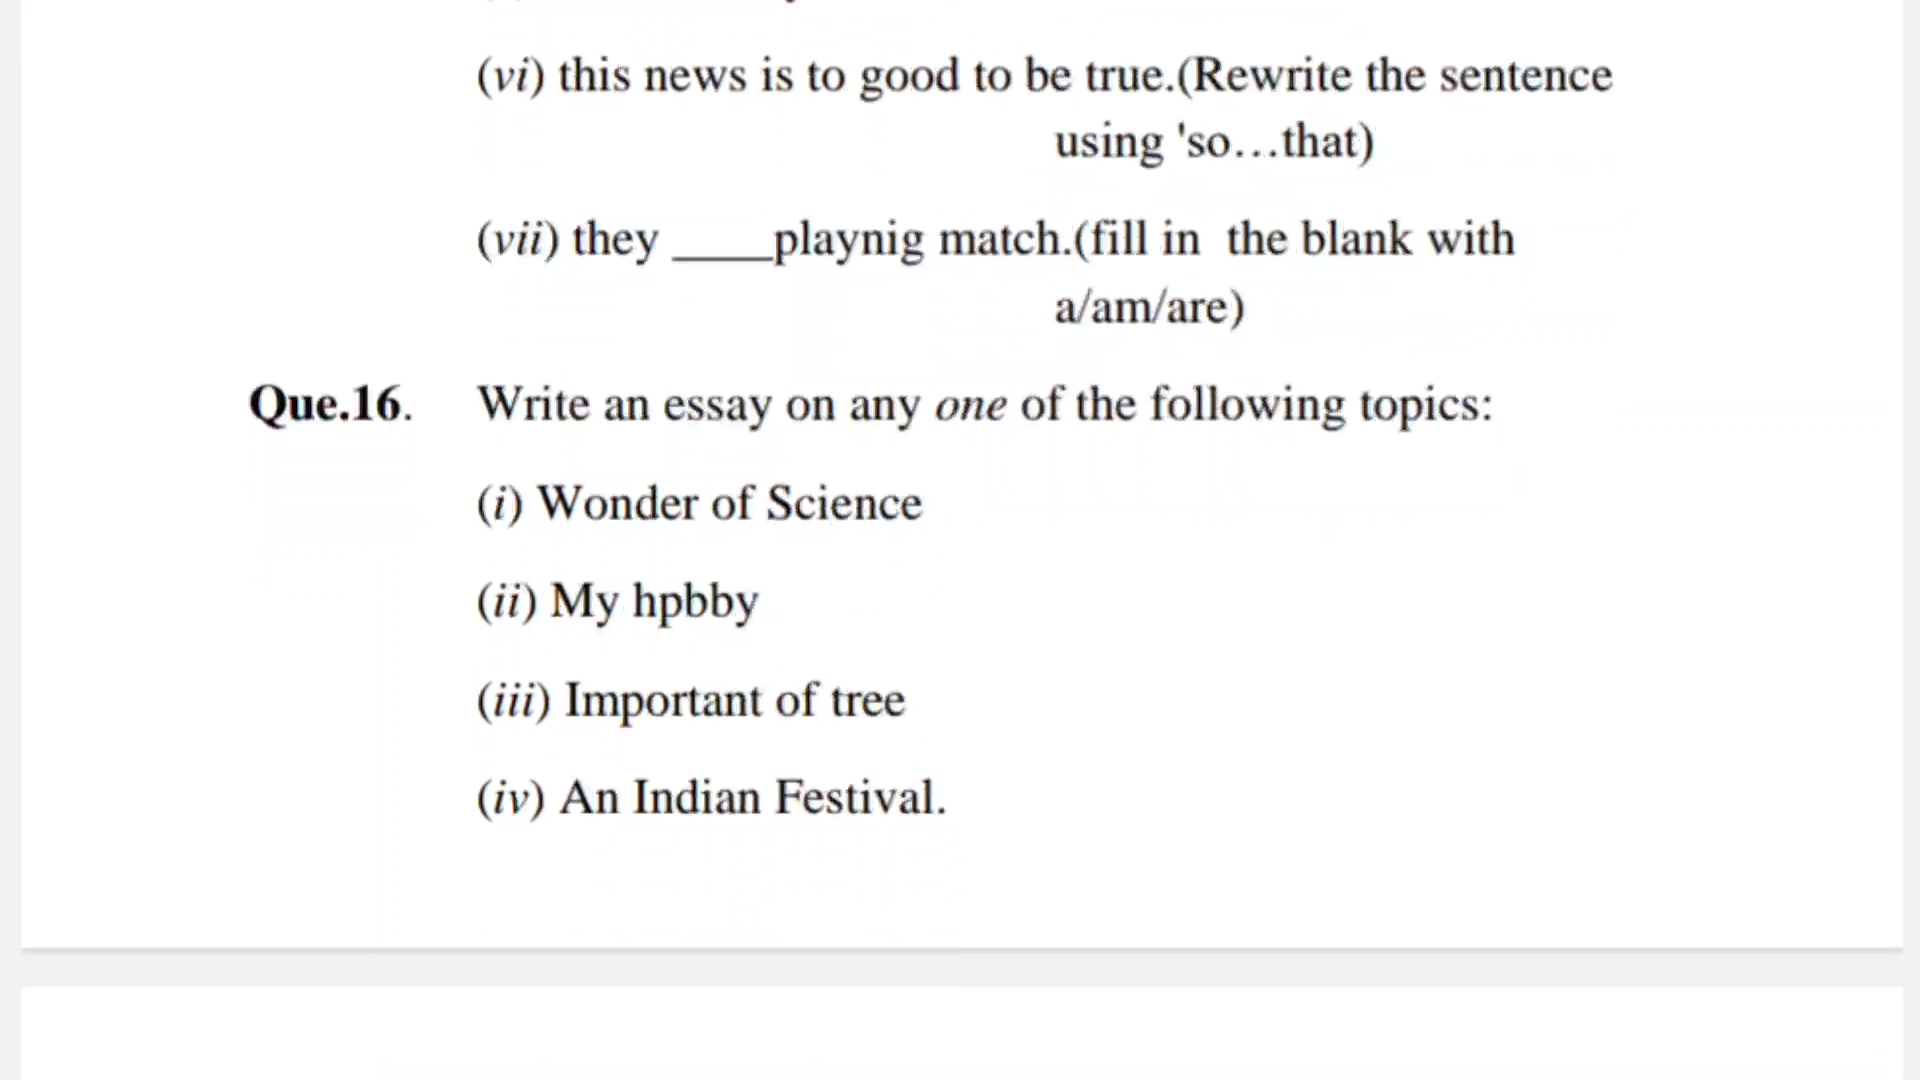 (vi) this news is to good to be true.(Rewrite the sentence
using 'so...that)
(vii) they ____playnig match.(fill in the blank with
a/am/are)
Que.16. Write an essay on any one of the following topics:
(i) Wonder of Science
(ii) My hpbby
(iii) Important of tree
(iv) An Indian Festival.